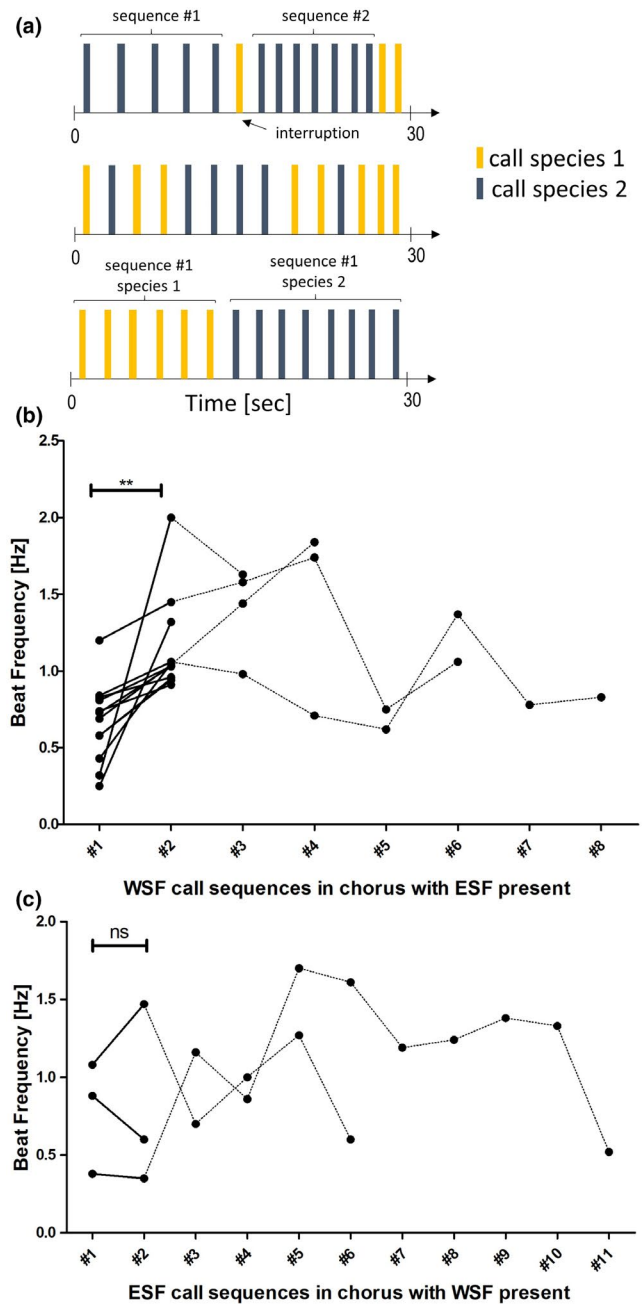 (a)
sequence #1 sequence #2
interruption
0 30
call species 1
call species 2
0 30
sequence #1 sequence #1
species 1 species 2
0 Time [sec] 30
(b)
2.5
**
2.0
1.5
1.0
0.5
0.0
Beat Frequency [Hz]
#1 #2 #3 #4 #5 #6 #7 #8
WSF call sequences in chorus with ESF present
(c)
2.0
ns
1.5
1.0
0.5
0.0
Beat Frequency [Hz]
#1 #2 #3 #4 #5 #6 #7 #8 #9 #10 #11
ESF call sequences in chorus with WSF present